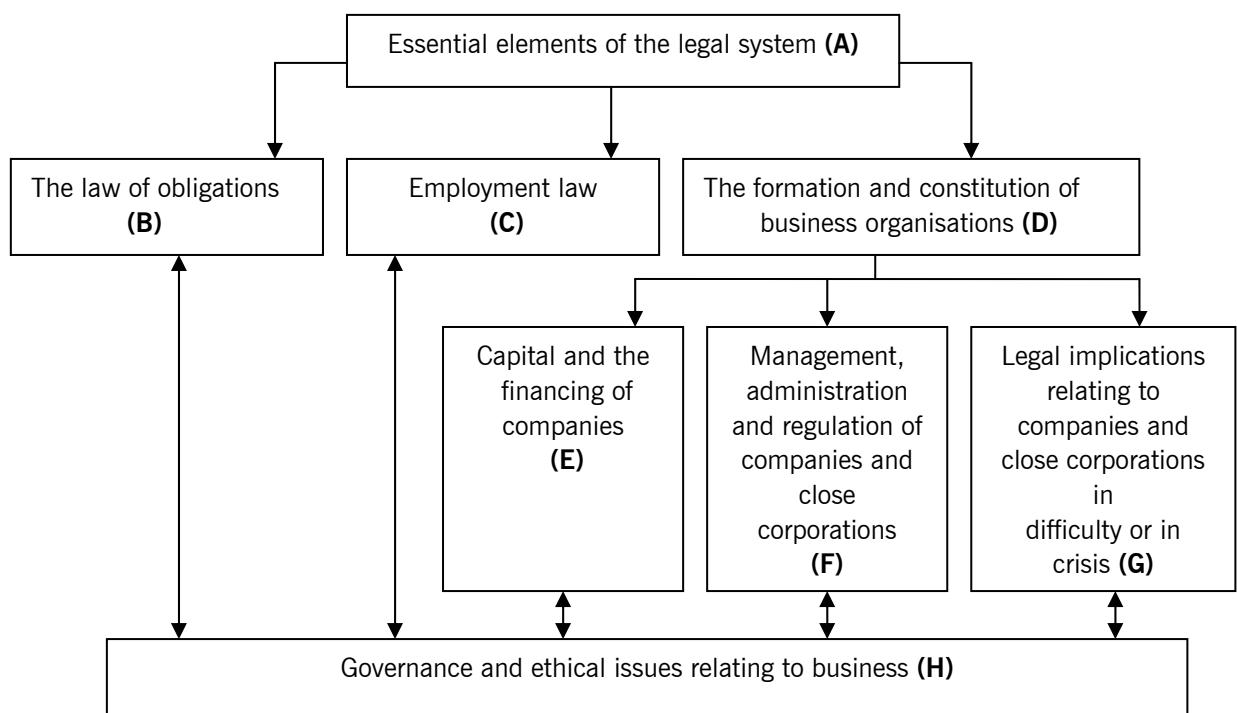 Essential elements of the legal system (A)
The law of obligations
(B)
Employment law
(C)
The formation and constitution of
business organisations (D)
Capital and the
financing of
companies
(E)
Management,
administration
and regulation of
companies and
close
corporations
(F)
Legal implications
relating to
companies and
close corporations
in
difficulty or in
crisis (G)
Governance and ethical issues relating to business (H)